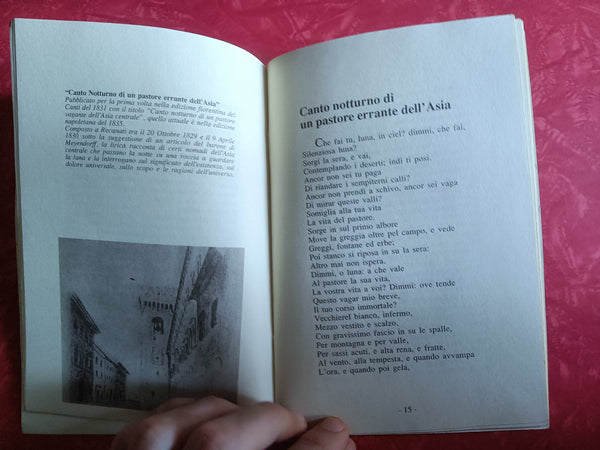 "Canto Notturno di un pastore errante dell'Asia"
Pubblicato per la prima volta nella edizione fiorentina dei
Canti del 1831 con il titolo "Canto notturno di un pastore
vagante dell'Asia centrale", quello attuale è nella edizione
napoletana del 1835.
Composto a Recanati tra il 20 Ottobre 1829 e il 9 Aprile
1830 sotto la suggestione di un articolo del barone di
Meyendorff, la lirica racconta di certi nomadi dell'Asia
centrale che passano la notte su una roccia a guardare
la luna e la interrogano sul significato dell'esistenza, sul
dolore universale, sullo scopo e le ragioni dell'universo.
Canto notturno di
un pastore errante dell'Asia
Che fai tu, luna, in ciel? dimmi, che fai,
Silenziosa luna?
Sorgi la sera, e vai,
Contemplando i deserti; indi ti posi.
Ancor non sei tu paga
Di riandare i sempiterni calli?
Ancor non prendi a schivo, ancor sei vaga
Di mirar queste valli?
Somiglia alla tua vita
La vita del pastore.
Sorge in sul primo albore
Move la greggia oltre pel campo, e vede
Greggi, fontane ed erbe;
Poi stanco si riposa in su la sera:
Altro mai non ispera.
Dimmi, o luna: a che vale
Al pastore la sua vita,
La vostra vita a voi? Dimmi: ove tende
Questo vagar mio breve,
Il tuo corso immortale?
Vecchierel bianco, infermo,
Mezzo vestito e scalzo,
Con gravissimo fascio in su le spalle,
Per montagna e per valle,
Per sassi acuti, e alta rena, e fratte,
Al vento, alla tempesta, e quando avvampa
L'ora, e quando poi gela,
- 15 -